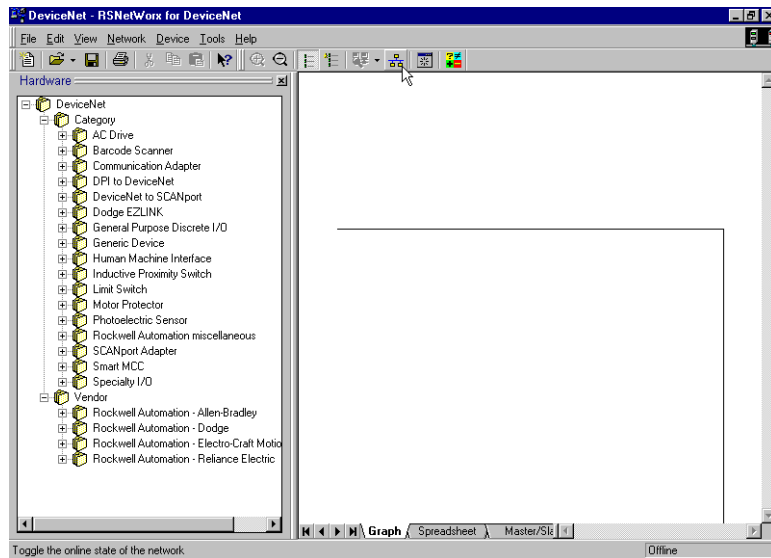 DeviceNet - RSNetWorx for DeviceNet
File Edit View Network Device Tools Help
Hardware
DeviceNet
Category
AC Drive
Barcode Scanner
Communication Adapter
DPI to DeviceNet
DeviceNet to SCANport
Dodge EZLINK
General Purpose Discrete I/O
Generic Device
Human Machine Interface
Inductive Proximity Switch
Limit Switch
Motor Protector
Photoelectric Sensor
Rockwell Automation miscellaneous
SCANport Adapter
Smart MCC
Specialty I/O
Vendor
Rockwell Automation - Allen-Bradley
Rockwell Automation - Dodge
Rockwell Automation - Electro-Craft Motio
Rockwell Automation - Reliance Electric
Graph Spreadsheet Master/Sla
Toggle the online state of the network Offline